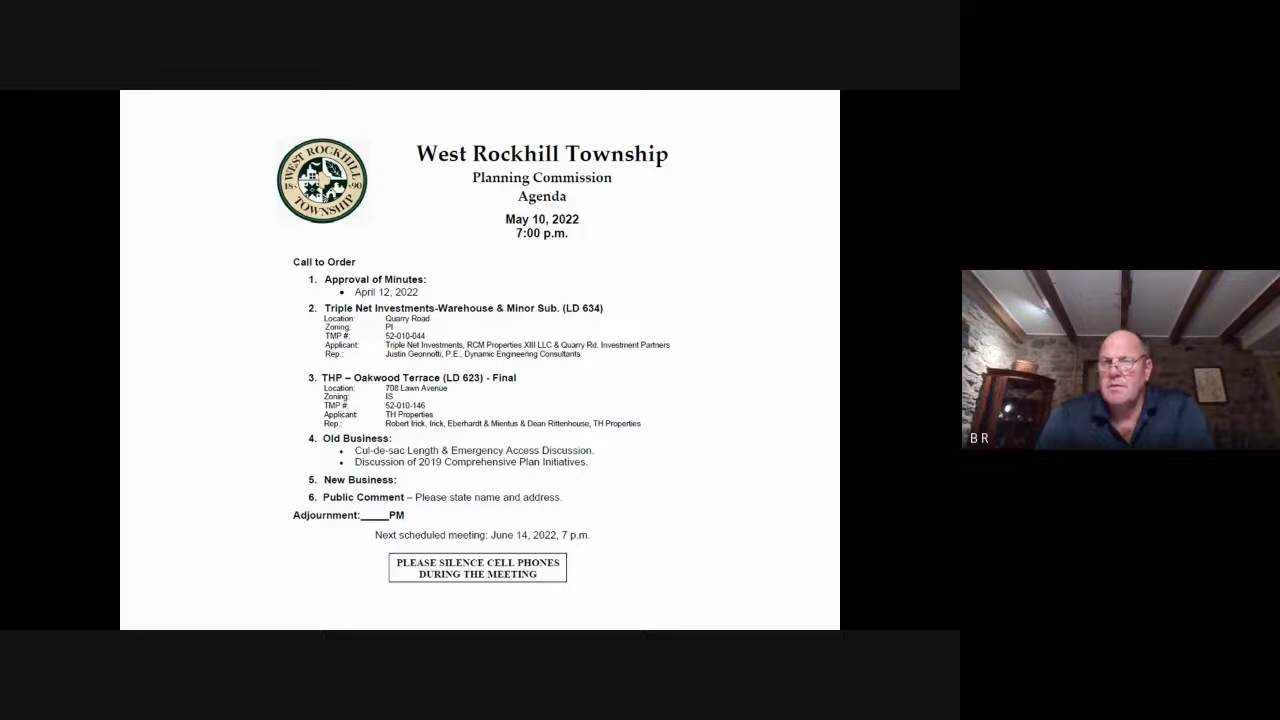 WEST ROCKHILL
18 90
TOWNSHIP
West Rockhill Township
Planning Commission
Agenda
May 10, 2022
7:00 p.m.
Call to Order
1. Approval of Minutes:
• April 12, 2022
2. Triple Net Investments-Warehouse & Minor Sub. (LD 634)
Location: Quarry Road
Zoning: PI
TMP #: 52-010-044
Applicant: Triple Net Investments, RCM Properties XIII LLC & Quarry Rd. Investment Partners
Rep.: Justin Geonnotti, P.E., Dynamic Engineering Consultants
3. THP – Oakwood Terrace (LD 623) - Final
Location: 708 Lawn Avenue
Zoning: IS
TMP #: 52-010-146
Applicant: TH Properties
Rep.: Robert Irick, Irick, Eberhardt & Mientus & Dean Rittenhouse, TH Properties
4. Old Business:
• Cul-de-sac Length & Emergency Access Discussion.
• Discussion of 2019 Comprehensive Plan Initiatives.
5. New Business:
6. Public Comment – Please state name and address.
Adjournment:_____PM
Next scheduled meeting: June 14, 2022, 7 p.m.
PLEASE SILENCE CELL PHONES
DURING THE MEETING
B R